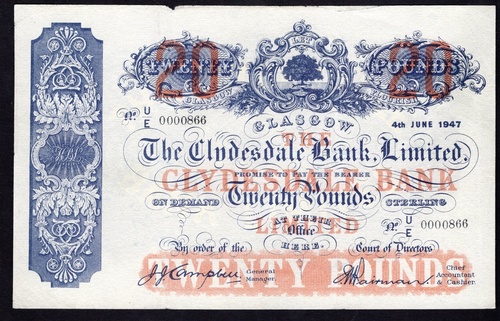 LET
20 TWENTY POUNDS 20
GLASGOW FLOURISH
GLASGOW
Nº U/E 0000866
4TH JUNE 1947
THE
The Clydesdale Bank, Limited,
PROMISE TO PAY THE BEARER
CLYDESDALE BANK
ON DEMAND Twenty Pounds STERLING
AT THEIR
Nº U/E 0000866
LIMITED
Office
By order of the HERE. Court of Directors
TWENTY POUNDS
J.J. Campbell General Manager.
Chief Accountant & Cashier.